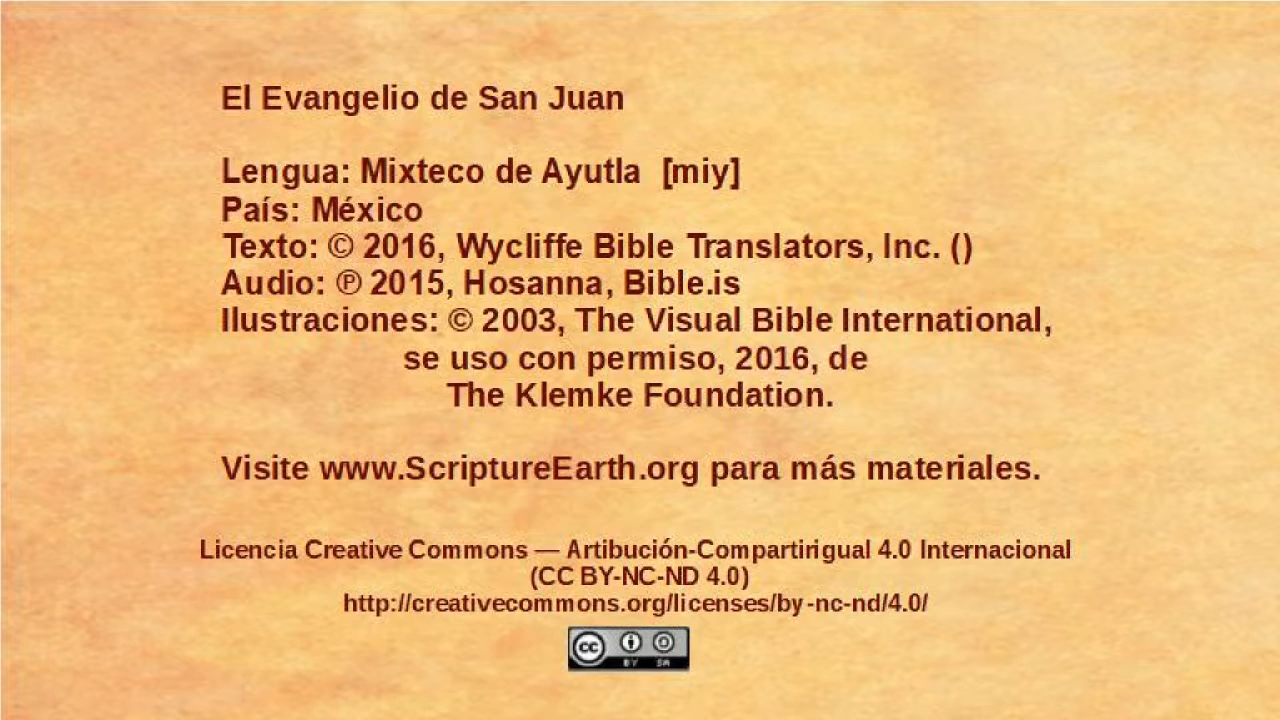 El Evangelio de San Juan
Lengua: Mixteco de Ayutla [miy]
País: México
Texto: © 2016, Wycliffe Bible Translators, Inc. ()
Audio: ℗ 2015, Hosanna, Bible.is
Ilustraciones: © 2003, The Visual Bible International,
se uso con permiso, 2016, de
The Klemke Foundation.
Visite www.ScriptureEarth.org para más materiales.
Licencia Creative Commons — Artibución-Compartirigual 4.0 Internacional
(CC BY-NC-ND 4.0)
http://creativecommons.org/licenses/by-nc-nd/4.0/
cc BY SA